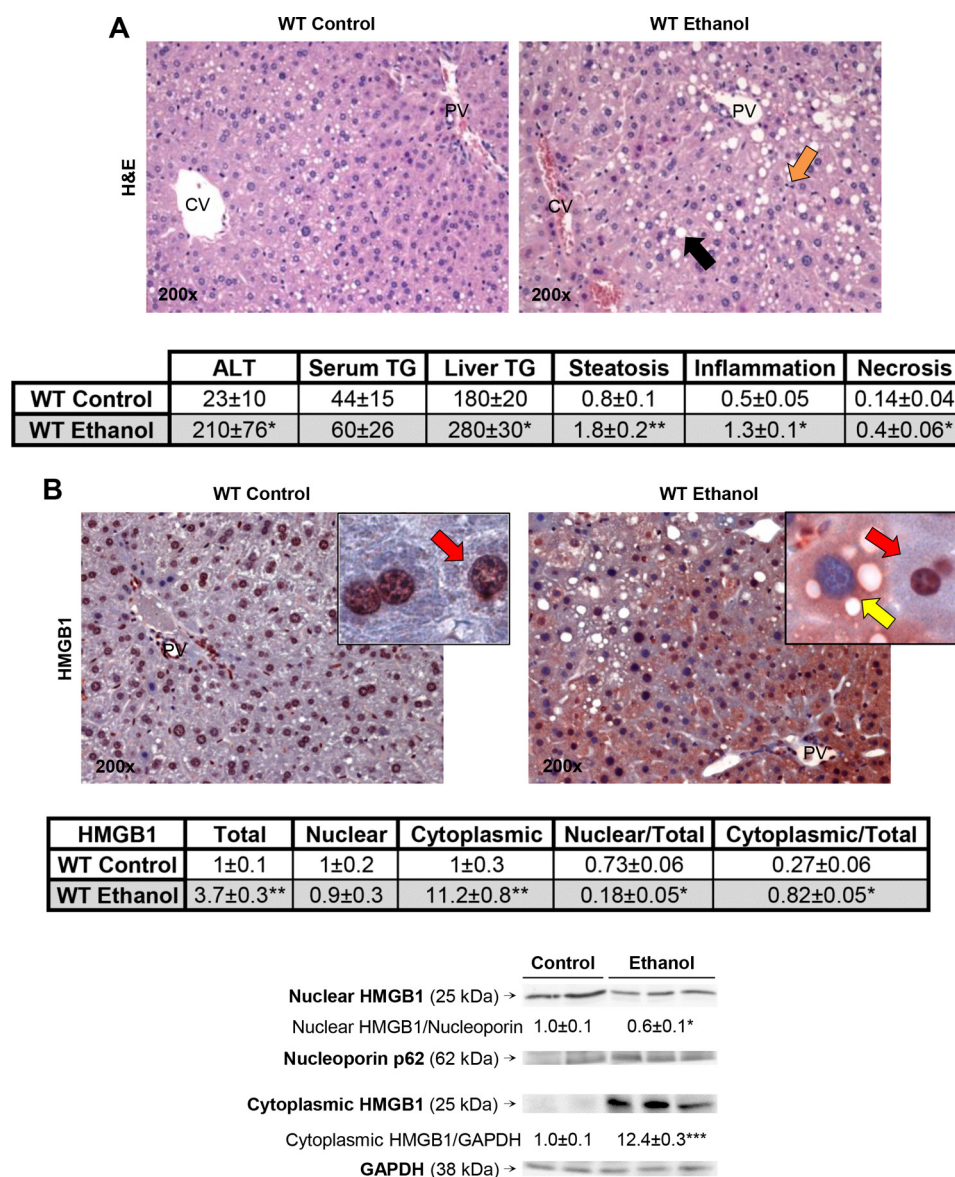 A
WT Control WT Ethanol
H&E
PV
CV
200x
PV
CV
200x
ALT Serum TG Liver TG Steatosis Inflammation Necrosis
WT Control 23±10 44±15 180±20 0.8±0.1 0.5±0.05 0.14±0.04
WT Ethanol 210±76* 60±26 280±30* 1.8±0.2** 1.3±0.1* 0.4±0.06*
B
WT Control WT Ethanol
HMGB1
PV
200x
PV
200x
HMGB1 Total Nuclear Cytoplasmic Nuclear/Total Cytoplasmic/Total
WT Control 1±0.1 1±0.2 1±0.3 0.73±0.06 0.27±0.06
WT Ethanol 3.7±0.3** 0.9±0.3 11.2±0.8** 0.18±0.05* 0.82±0.05*
Control Ethanol
Nuclear HMGB1 (25 kDa) →
Nuclear HMGB1/Nucleoporin 1.0±0.1 0.6±0.1*
Nucleoporin p62 (62 kDa) →
Cytoplasmic HMGB1 (25 kDa) →
Cytoplasmic HMGB1/GAPDH 1.0±0.1 12.4±0.3***
GAPDH (38 kDa) →